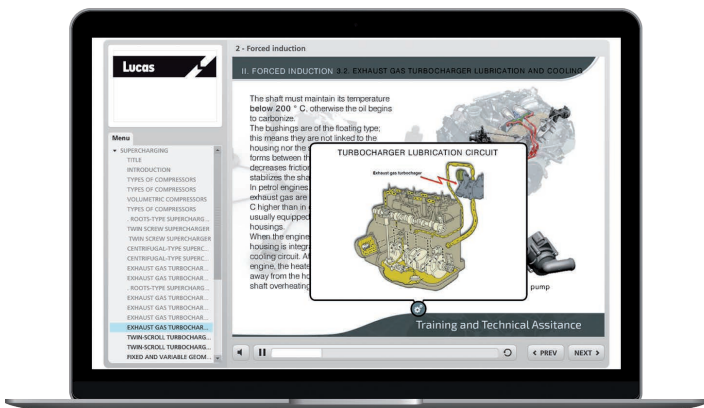 2 - Forced induction
Lucas
II. FORCED INDUCTION 3.2. EXHAUST GAS TURBOCHARGER LUBRICATION AND COOLING
The shaft must maintain its temperature
below 200 ° C, otherwise the oil begins
to carbonize.
The bushings are of the floating type;
this means they are not linked to the
housing nor the
forms between th
decreases friction
stabilizes the sha
In petrol engines,
exhaust gas are
C higher than in
usually equipped
housings.
When the engine
housing is integra
cooling circuit. Af
engine, the heate
away from the ho
shaft overheating
TURBOCHARGER LUBRICATION CIRCUIT
Exhaust gas turbocharger
pump
Training and Technical Assitance
Menu
SUPERCHARGING
TITLE
INTRODUCTION
TYPES OF COMPRESSORS
TYPES OF COMPRESSORS
VOLUMETRIC COMPRESSORS
TYPES OF COMPRESSORS
. ROOTS-TYPE SUPERCHARG...
TWIN SCREW SUPERCHARGER
TWIN SCREW SUPERCHARGER
CENTRIFUGAL-TYPE SUPERC...
CENTRIFUGAL-TYPE SUPERC...
EXHAUST GAS TURBOCHAR...
EXHAUST GAS TURBOCHAR...
. ROOTS-TYPE SUPERCHARG...
EXHAUST GAS TURBOCHAR...
EXHAUST GAS TURBOCHAR...
EXHAUST GAS TURBOCHAR...
EXHAUST GAS TURBOCHAR...
TWIN-SCROLL TURBOCHARG...
TWIN-SCROLL TURBOCHARG...
FIXED AND VARIABLE GEOM...
< PREV
NEXT >